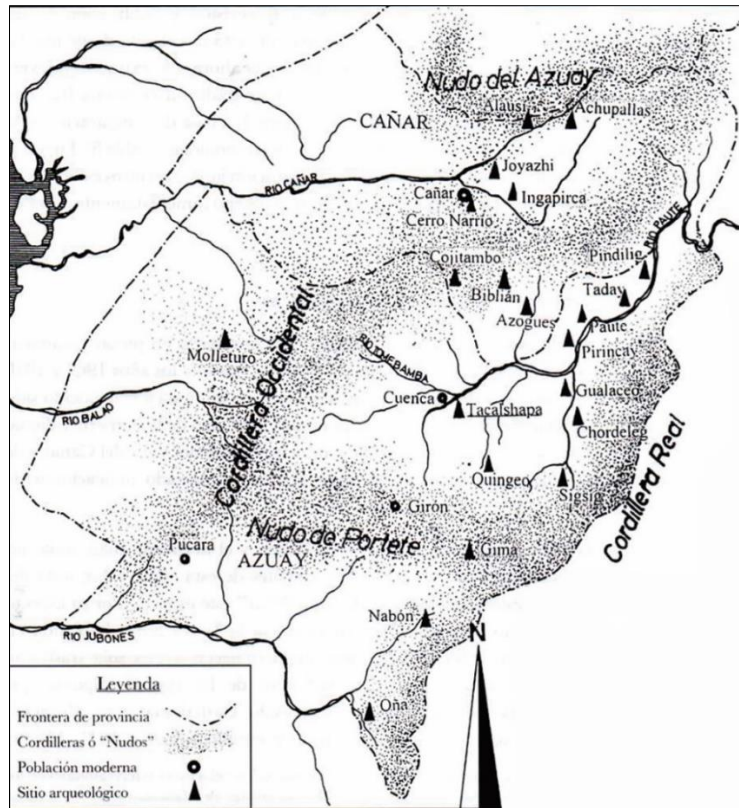 Nudo del Azuay
Alausí
Achupallas
CAÑAR
Joyazhi
RIO CAÑAR
Cañar
Ingapirca
Cerro Narrío
RIO PAUTE
Pindilig
Cojitambo
Biblián
Taday
Azogues
Paute
Cordillera Occidental
Molleturo
Pirincay
RIO TOMEBAMBA
Gualaceo
Cuenca
Tacalshapa
RIO BALAO
Chordeleg
Cordillera Real
Quingeo
Sigsig
Girón
Nudo de Portete
Pucara
Gima
AZUAY
Nabón
RIO JUBONES
N
Oña
Leyenda
Frontera de provincia
Cordilleras ó "Nudos"
Población moderna
Sitio arqueológico